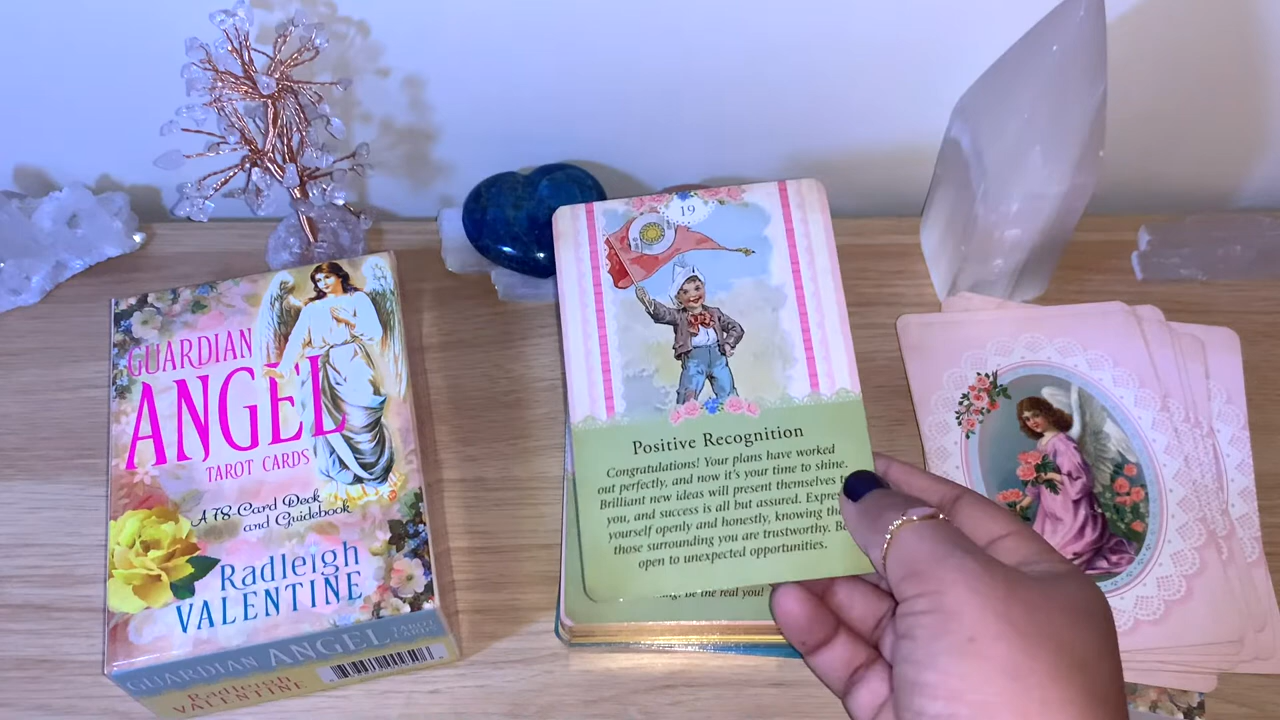 GUARDIAN
ANGEL
TAROT CARDS
A 78-Card Deck
and Guidebook
Radleigh
VALENTINE
GUARDIAN ANGEL TAROT CARDS
Radleigh
VALENTINE
19
Positive Recognition
Congratulations! Your plans have worked
out perfectly, and now it's your time to shine.
Brilliant new ideas will present themselves
you, and success is all but assured.
yourself openly and honestly, knowing
those surrounding you are trustworthy.
open to unexpected opportunities.
be the real you!